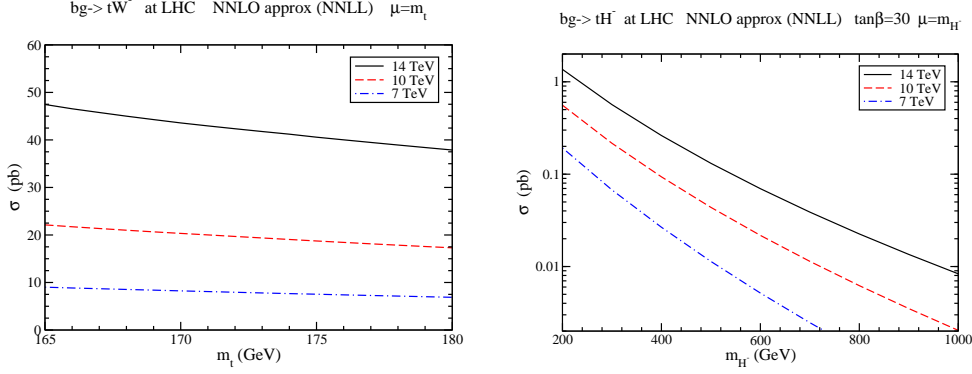 bg-> tW⁻ at LHC NNLO approx (NNLL) μ=mₜ
60
50
40
30
20
10
0
σ (pb)
14 TeV
10 TeV
7 TeV
165
170
175
180
mₜ (GeV)
bg-> tH⁻ at LHC NNLO approx (NNLL) tanβ=30 μ=m_H⁻
1
0.1
0.01
σ (pb)
14 TeV
10 TeV
7 TeV
200
400
600
800
1000
m_H⁻ (GeV)